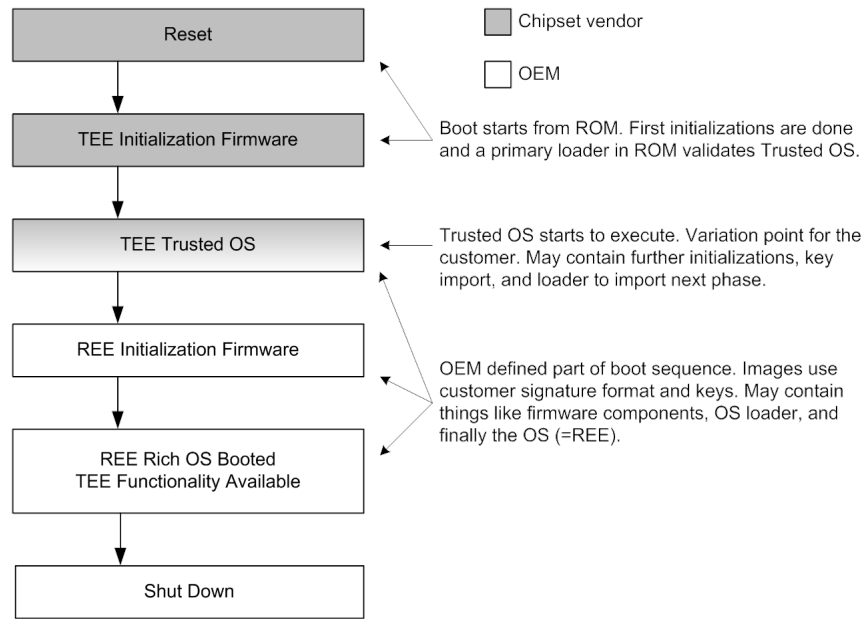 Reset
Chipset vendor
OEM
TEE Initialization Firmware
Boot starts from ROM. First initializations are done
and a primary loader in ROM validates Trusted OS.
TEE Trusted OS
Trusted OS starts to execute. Variation point for the
customer. May contain further initializations, key
import, and loader to import next phase.
REE Initialization Firmware
OEM defined part of boot sequence. Images use
customer signature format and keys. May contain
things like firmware components, OS loader, and
finally the OS (=REE).
REE Rich OS Booted
TEE Functionality Available
Shut Down